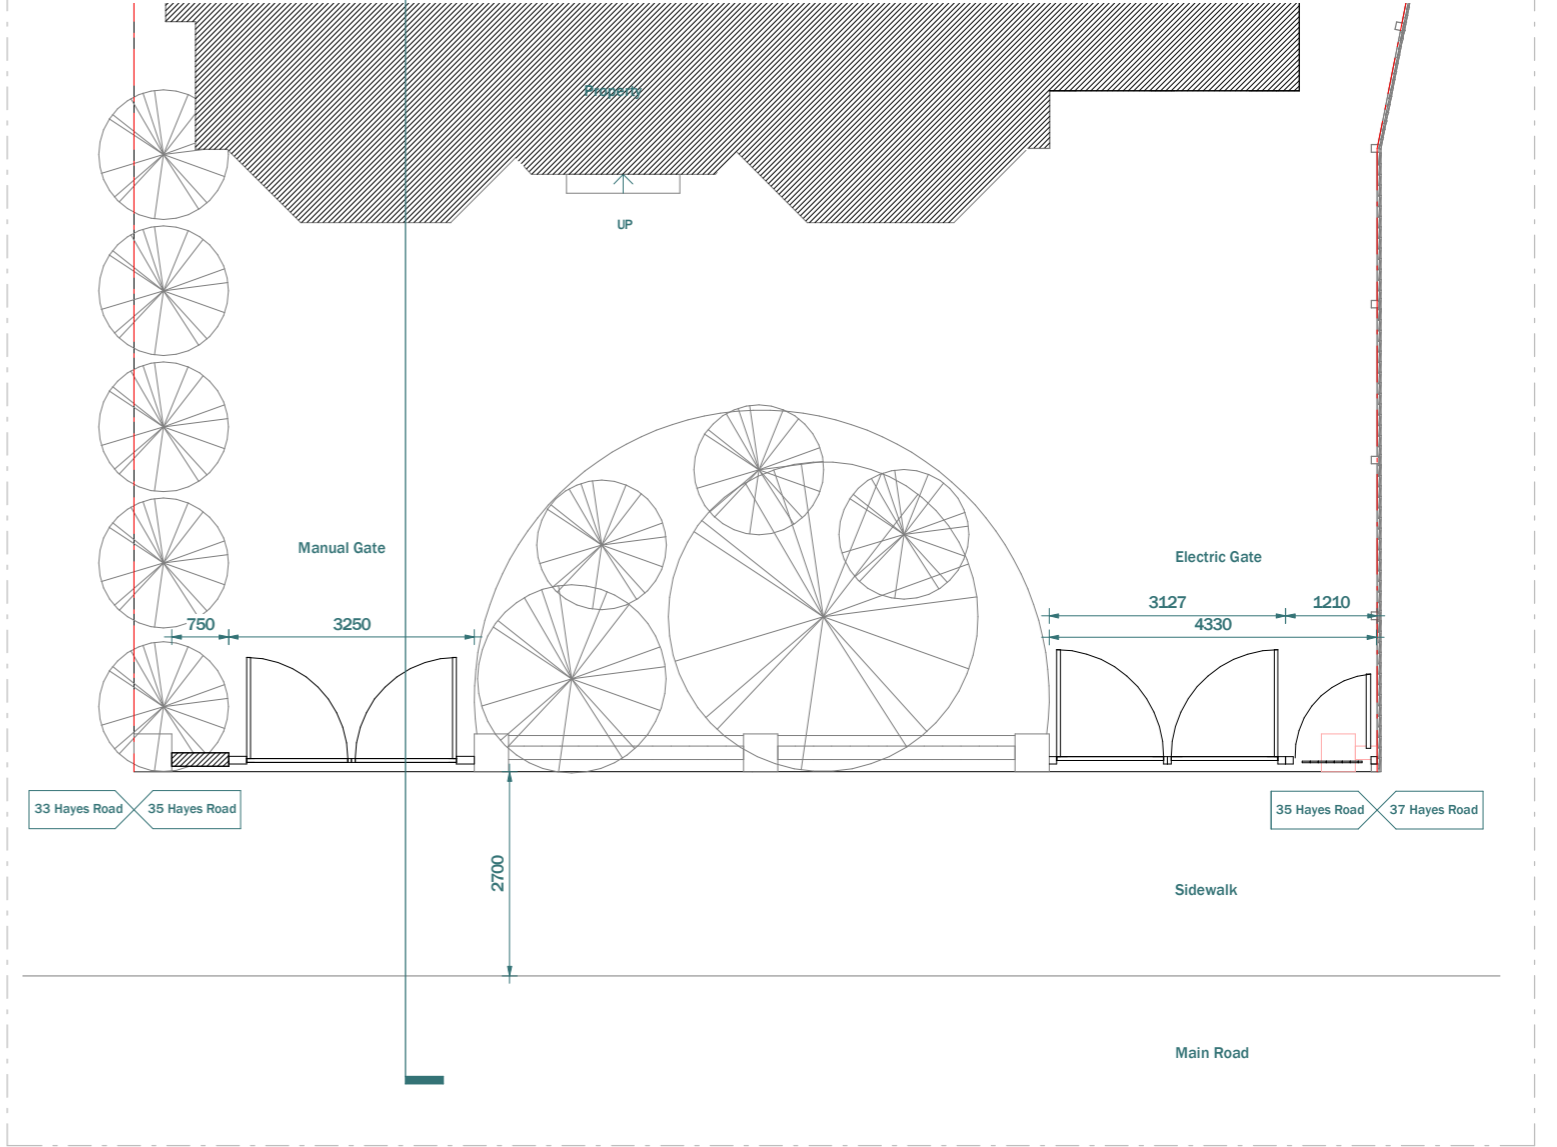 Property
UP
Manual Gate
Electric Gate
3127
1210
750
3250
4330
33 Hayes Road
35 Hayes Road
35 Hayes Road
37 Hayes Road
2700
Sidewalk
Main Road